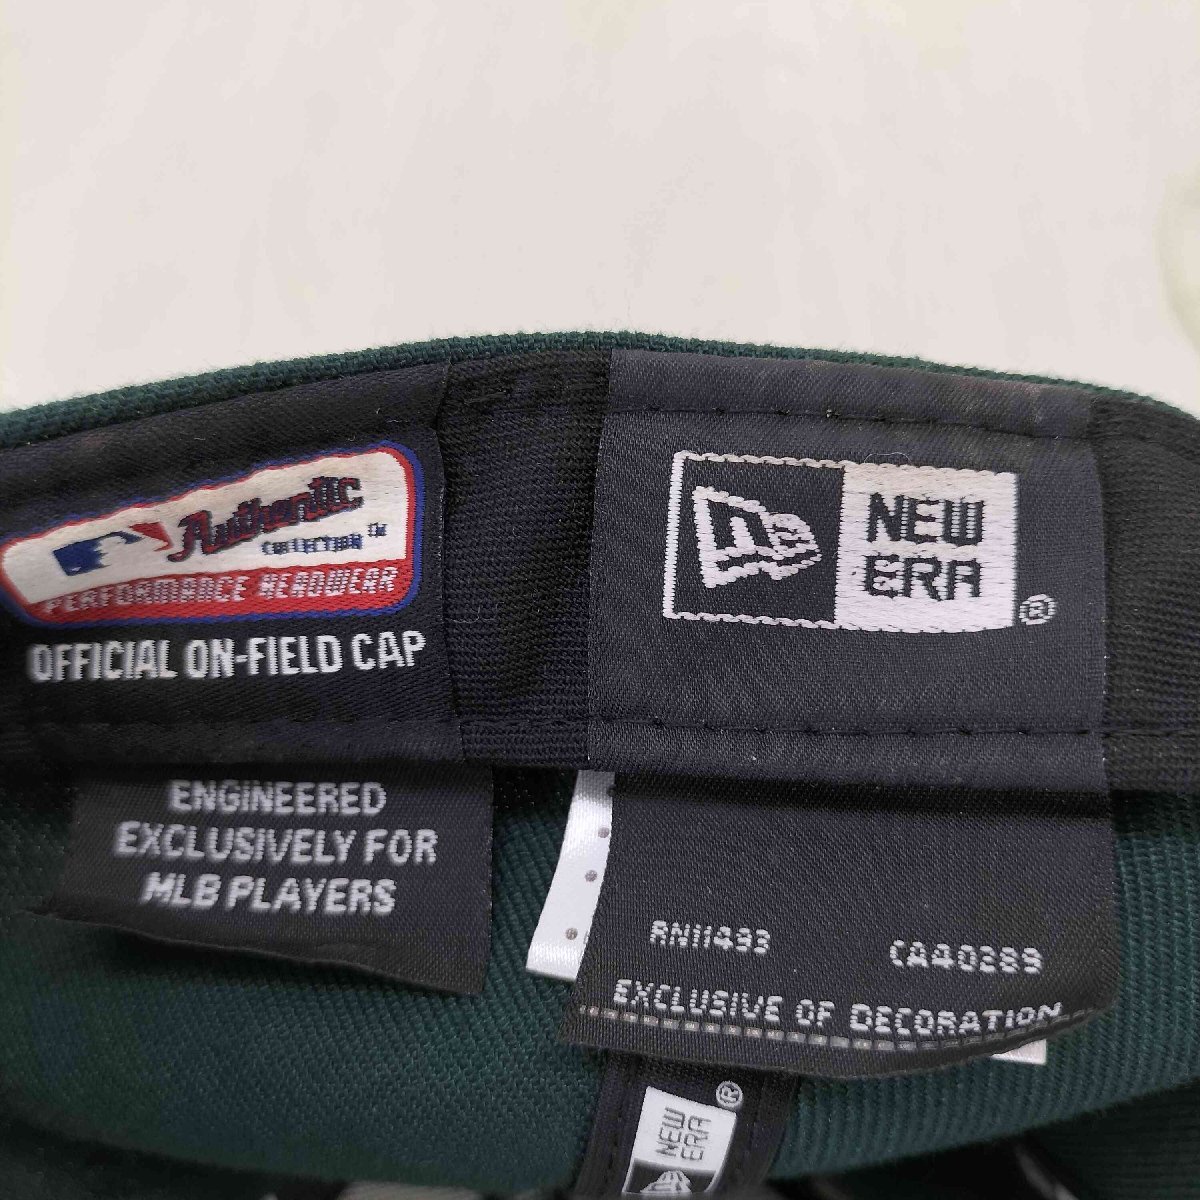 Authentic
COLLECTION™
PERFORMANCE HEADWEAR
OFFICIAL ON-FIELD CAP
ENGINEERED
EXCLUSIVELY FOR
MLB PLAYERS
NEW
ERA
®
RN11493 CA40289
EXCLUSIVE OF DECORATION
NEW
ERA
®